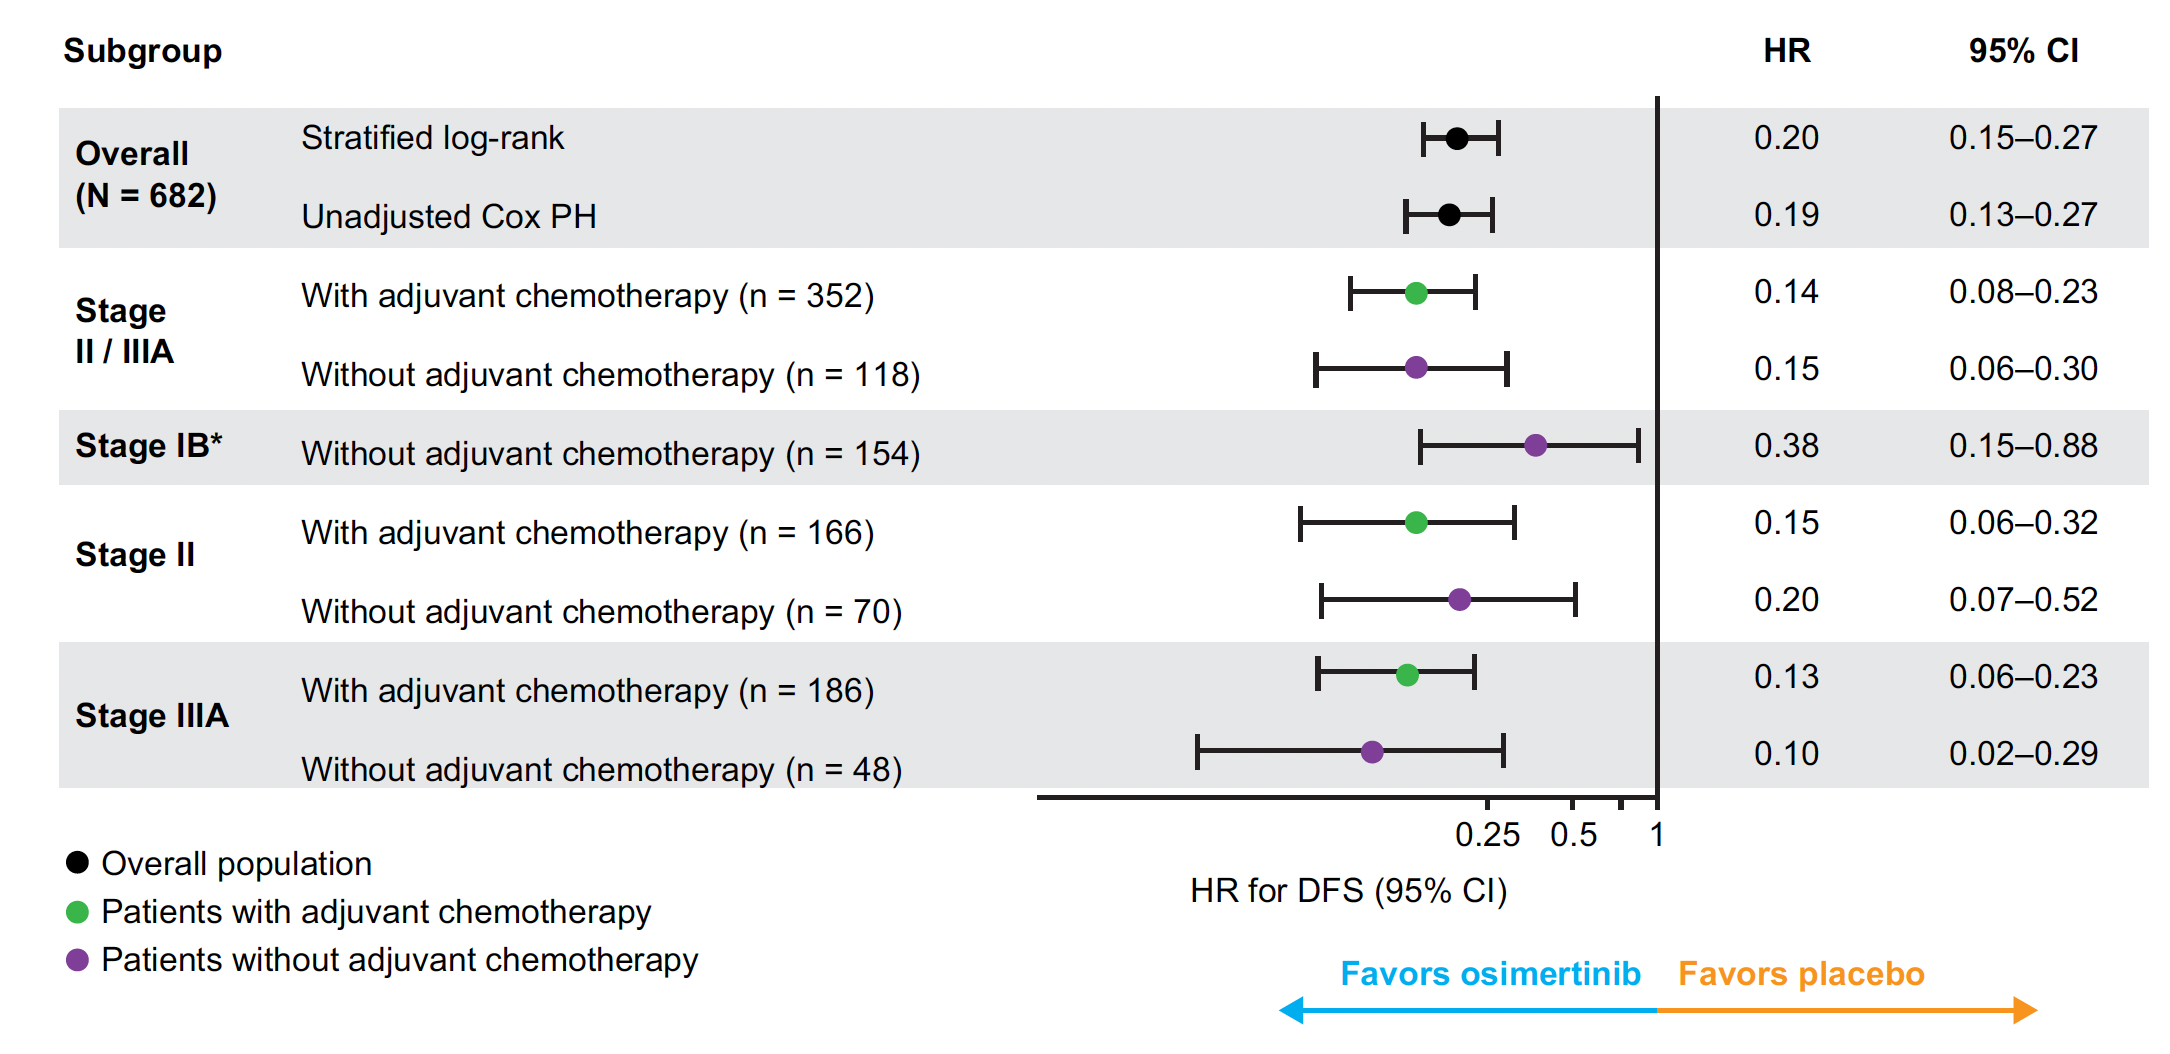 Subgroup HR 95% CI
Overall
(N = 682)
Stratified log-rank 0.20 0.15–0.27
Unadjusted Cox PH 0.19 0.13–0.27
Stage
II / IIIA
With adjuvant chemotherapy (n = 352) 0.14 0.08–0.23
Without adjuvant chemotherapy (n = 118) 0.15 0.06–0.30
Stage IB*
Without adjuvant chemotherapy (n = 154) 0.38 0.15–0.88
Stage II
With adjuvant chemotherapy (n = 166) 0.15 0.06–0.32
Without adjuvant chemotherapy (n = 70) 0.20 0.07–0.52
Stage IIIA
With adjuvant chemotherapy (n = 186) 0.13 0.06–0.23
Without adjuvant chemotherapy (n = 48) 0.10 0.02–0.29
0.25 0.5 1
HR for DFS (95% CI)
Overall population
Patients with adjuvant chemotherapy
Patients without adjuvant chemotherapy
Favors osimertinib Favors placebo